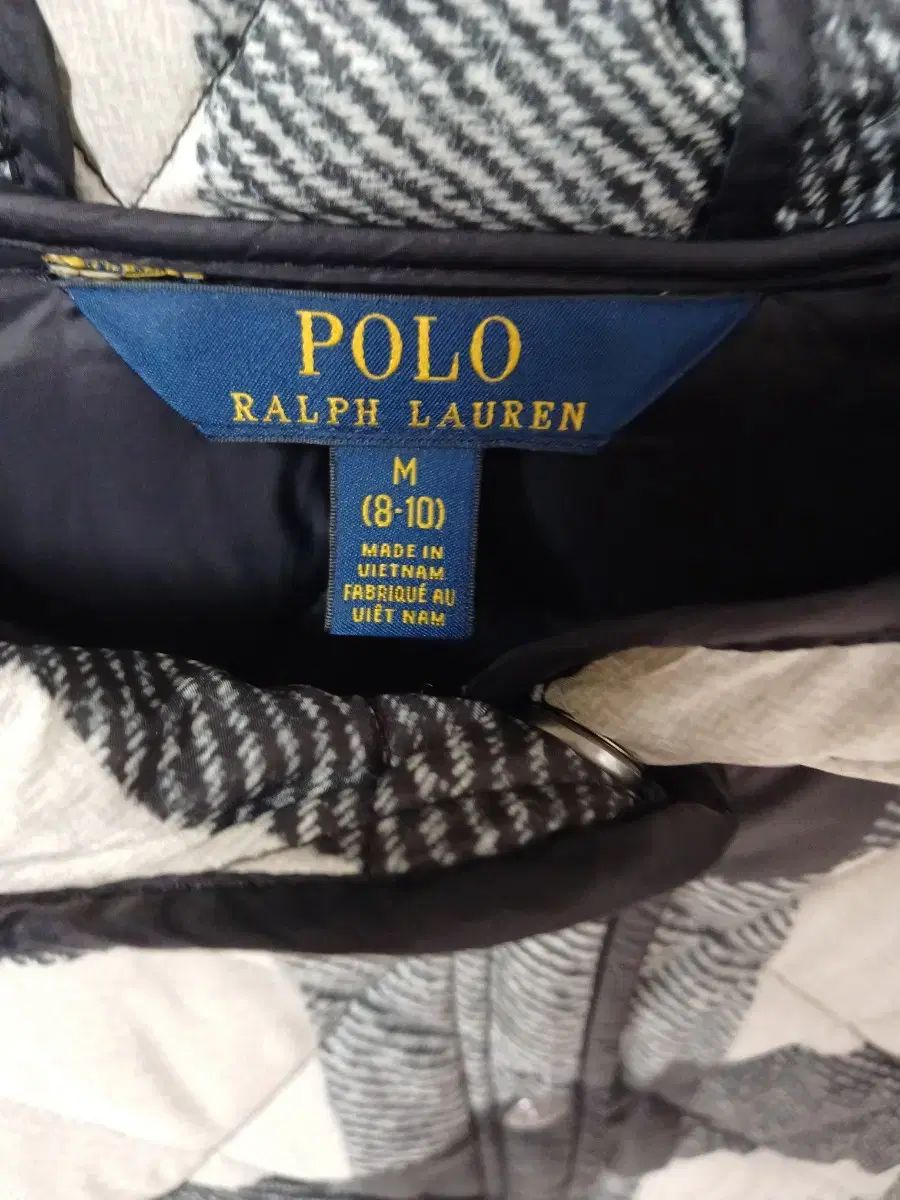 POLO
RALPH LAUREN
M
(8-10)
MADE IN
VIETNAM
FABRIQUÉ AU
VIÊT NAM